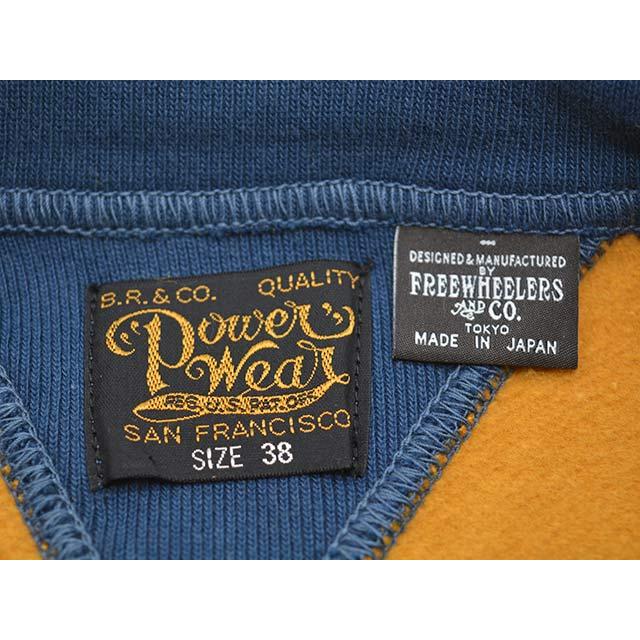 B.R.& CO. QUALITY
"Power
Wear"
REG. U.S. PAT. OFF.
SAN FRANCISCO
SIZE 38
DESIGNED & MANUFACTURED
BY
FREEWHEELERS
AND CO.
TOKYO
MADE IN JAPAN